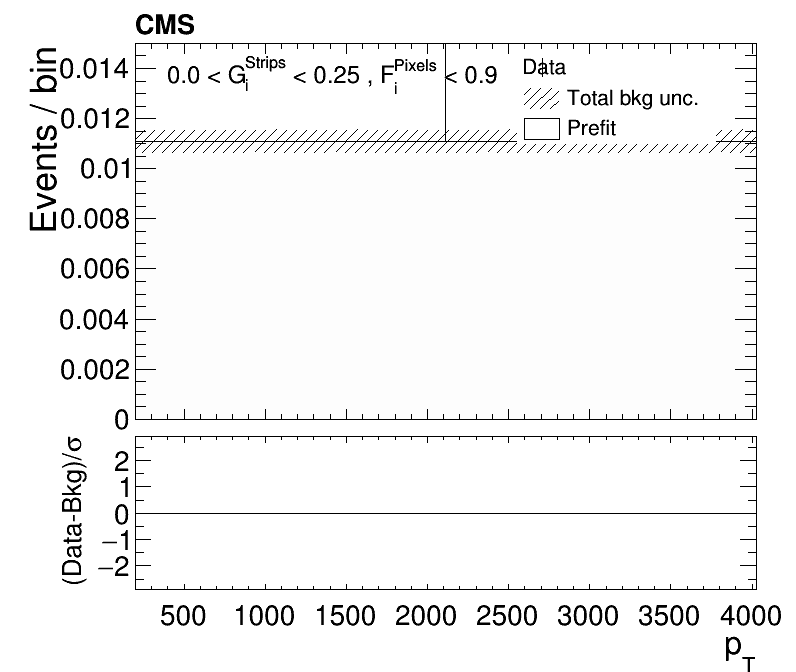 CMS
0.0 < G_i^Strips < 0.25 , F_i^Pixels < 0.9
Data
Total bkg unc.
Prefit
Events / bin
0.014
0.012
0.01
0.008
0.006
0.004
0.002
0
(Data-Bkg)/σ
2
1
0
−1
−2
500 1000 1500 2000 2500 3000 3500 4000
p_T